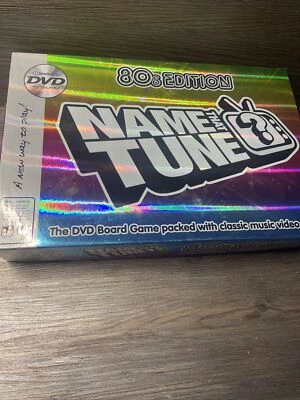 DVD
80s EDITION
A new way to play!
NAME
THAT
TUNE
?
The DVD Board Game packed with classic music video